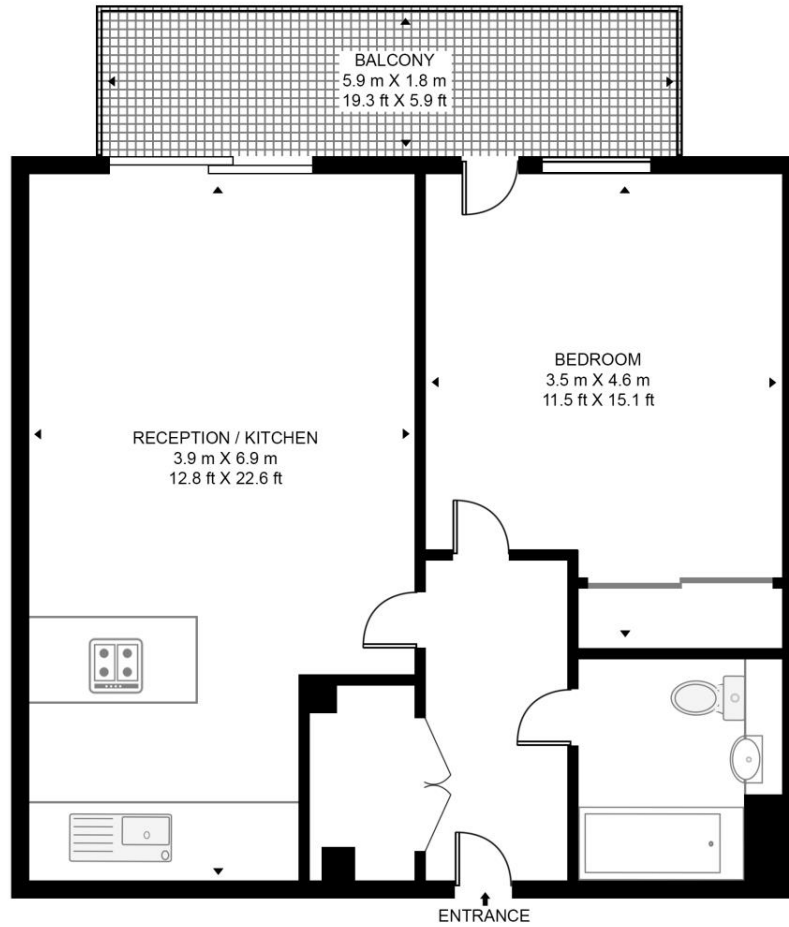 BALCONY
5.9 m X 1.8 m
19.3 ft X 5.9 ft
BEDROOM
3.5 m X 4.6 m
11.5 ft X 15.1 ft
RECEPTION / KITCHEN
3.9 m X 6.9 m
12.8 ft X 22.6 ft
ENTRANCE